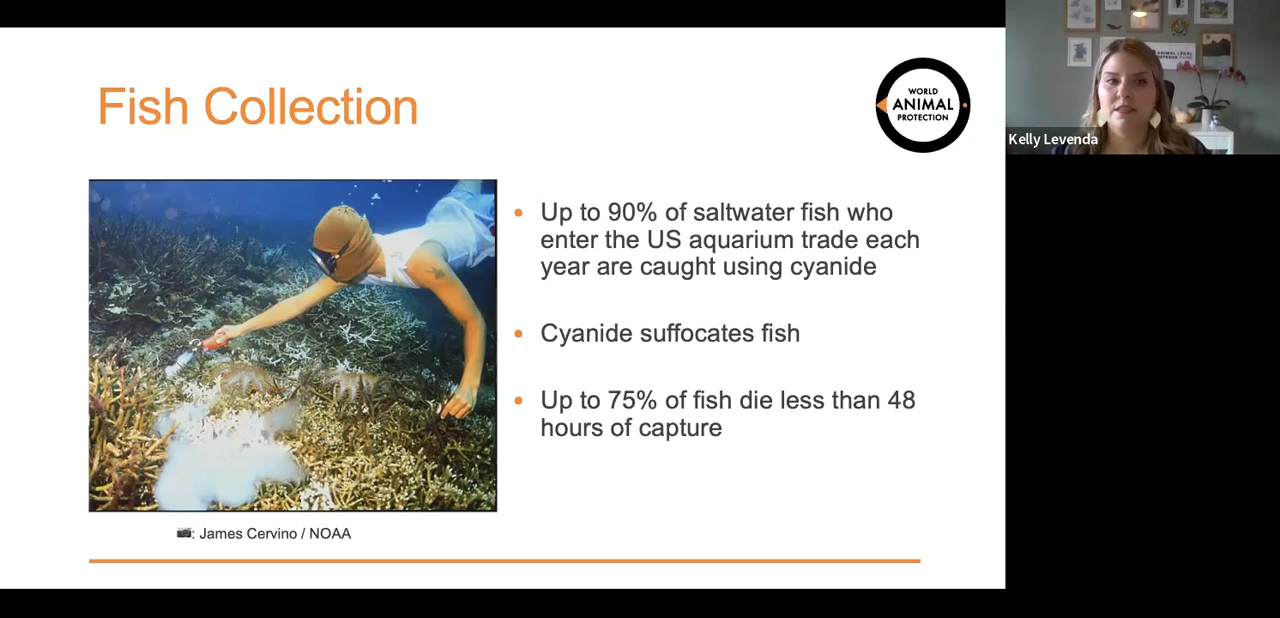 Fish Collection
WORLD
ANIMAL
PROTECTION
• Up to 90% of saltwater fish who
enter the US aquarium trade each
year are caught using cyanide
• Cyanide suffocates fish
• Up to 75% of fish die less than 48
hours of capture
📷: James Cervino / NOAA
ANIMAL LEGAL
Kelly Levenda